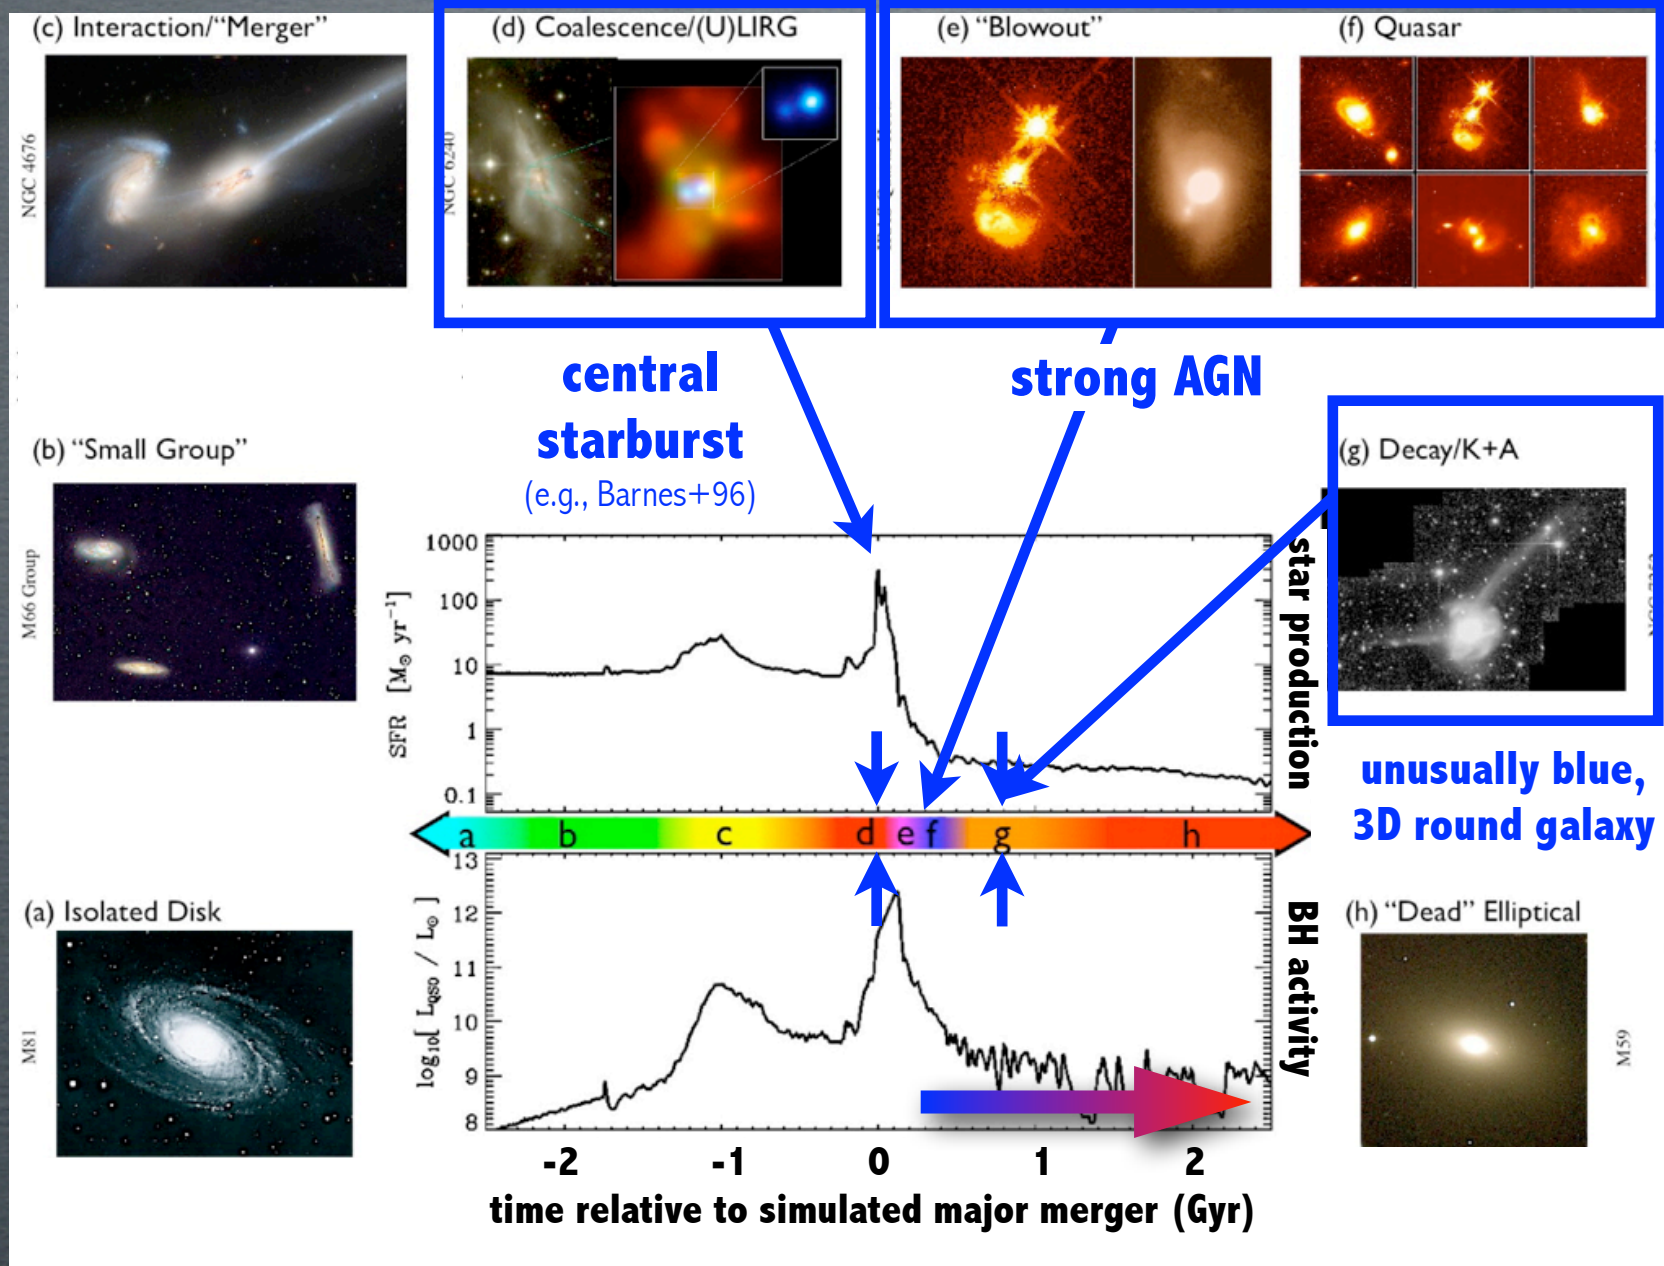 (c) Interaction/“Merger”
(d) Coalescence/(U)LIRG
(e) “Blowout”
(f) Quasar
NGC 4676
NGC 6240
central
starburst
(e.g., Barnes+96)
strong AGN
(b) “Small Group”
M66 Group
(g) Decay/K+A
unusually blue,
3D round galaxy
(a) Isolated Disk
M81
(h) “Dead” Elliptical
M59
1000
100
10
1
0.1
SFR [M☉ yr⁻¹]
star production
a b c d e f g h
13
12
11
10
9
8
log₁₀[ L_QSO / L☉ ]
BH activity
-2 -1 0 1 2
time relative to simulated major merger (Gyr)